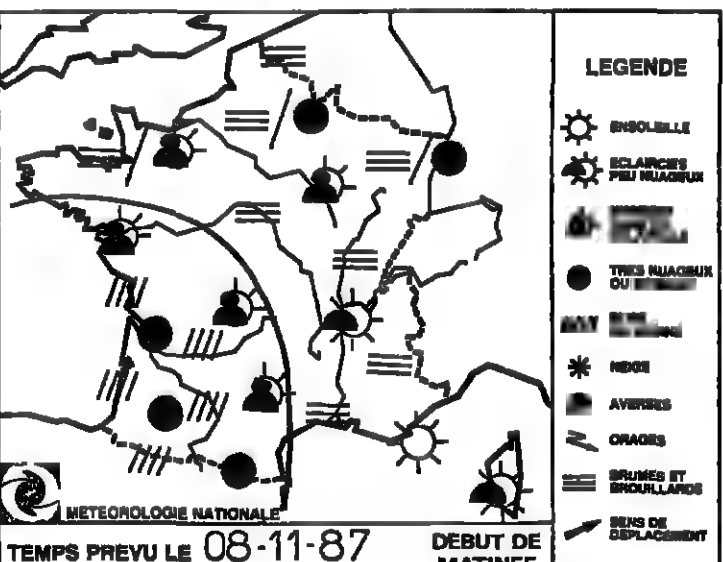 LEGENDE
ENSOLEILLE
ECLAIRCIES
PEU NUAGEUX
TRES NUAGEUX
OU
NEIGE
AVERSES
ORAGES
BRUMES ET
BROUILLARDS
SENS DE
DEPLACEMENT
METEOROLOGIE NATIONALE
TEMPS PREVU LE 08-11-87 DEBUT DE
MATINEE